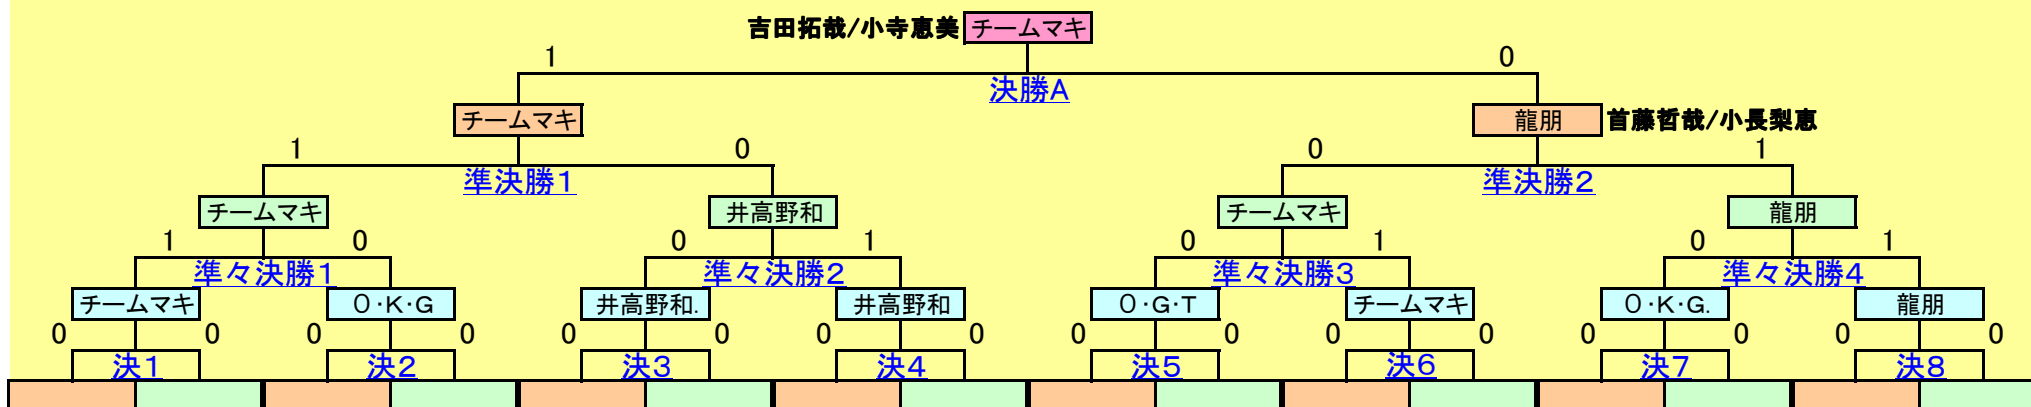 吉田拓哉/小寺恵美 チームマキ
1 0
決勝A
チームマキ 龍朋 首藤哲哉/小長梨恵
1 0 0 1
準決勝1 準決勝2
チームマキ 井高野和 チームマキ 龍朋
1 0 0 1 0 1 0 1
準々決勝1 準々決勝2 準々決勝3 準々決勝4
チームマキ O・K・G 井高野和. 井高野和 O・G・T チームマキ O・K・G. 龍朋
0 0 0 0 0 0 0 0 0 0 0 0 0 0 0 0
決1 決2 決3 決4 決5 決6 決7 決8